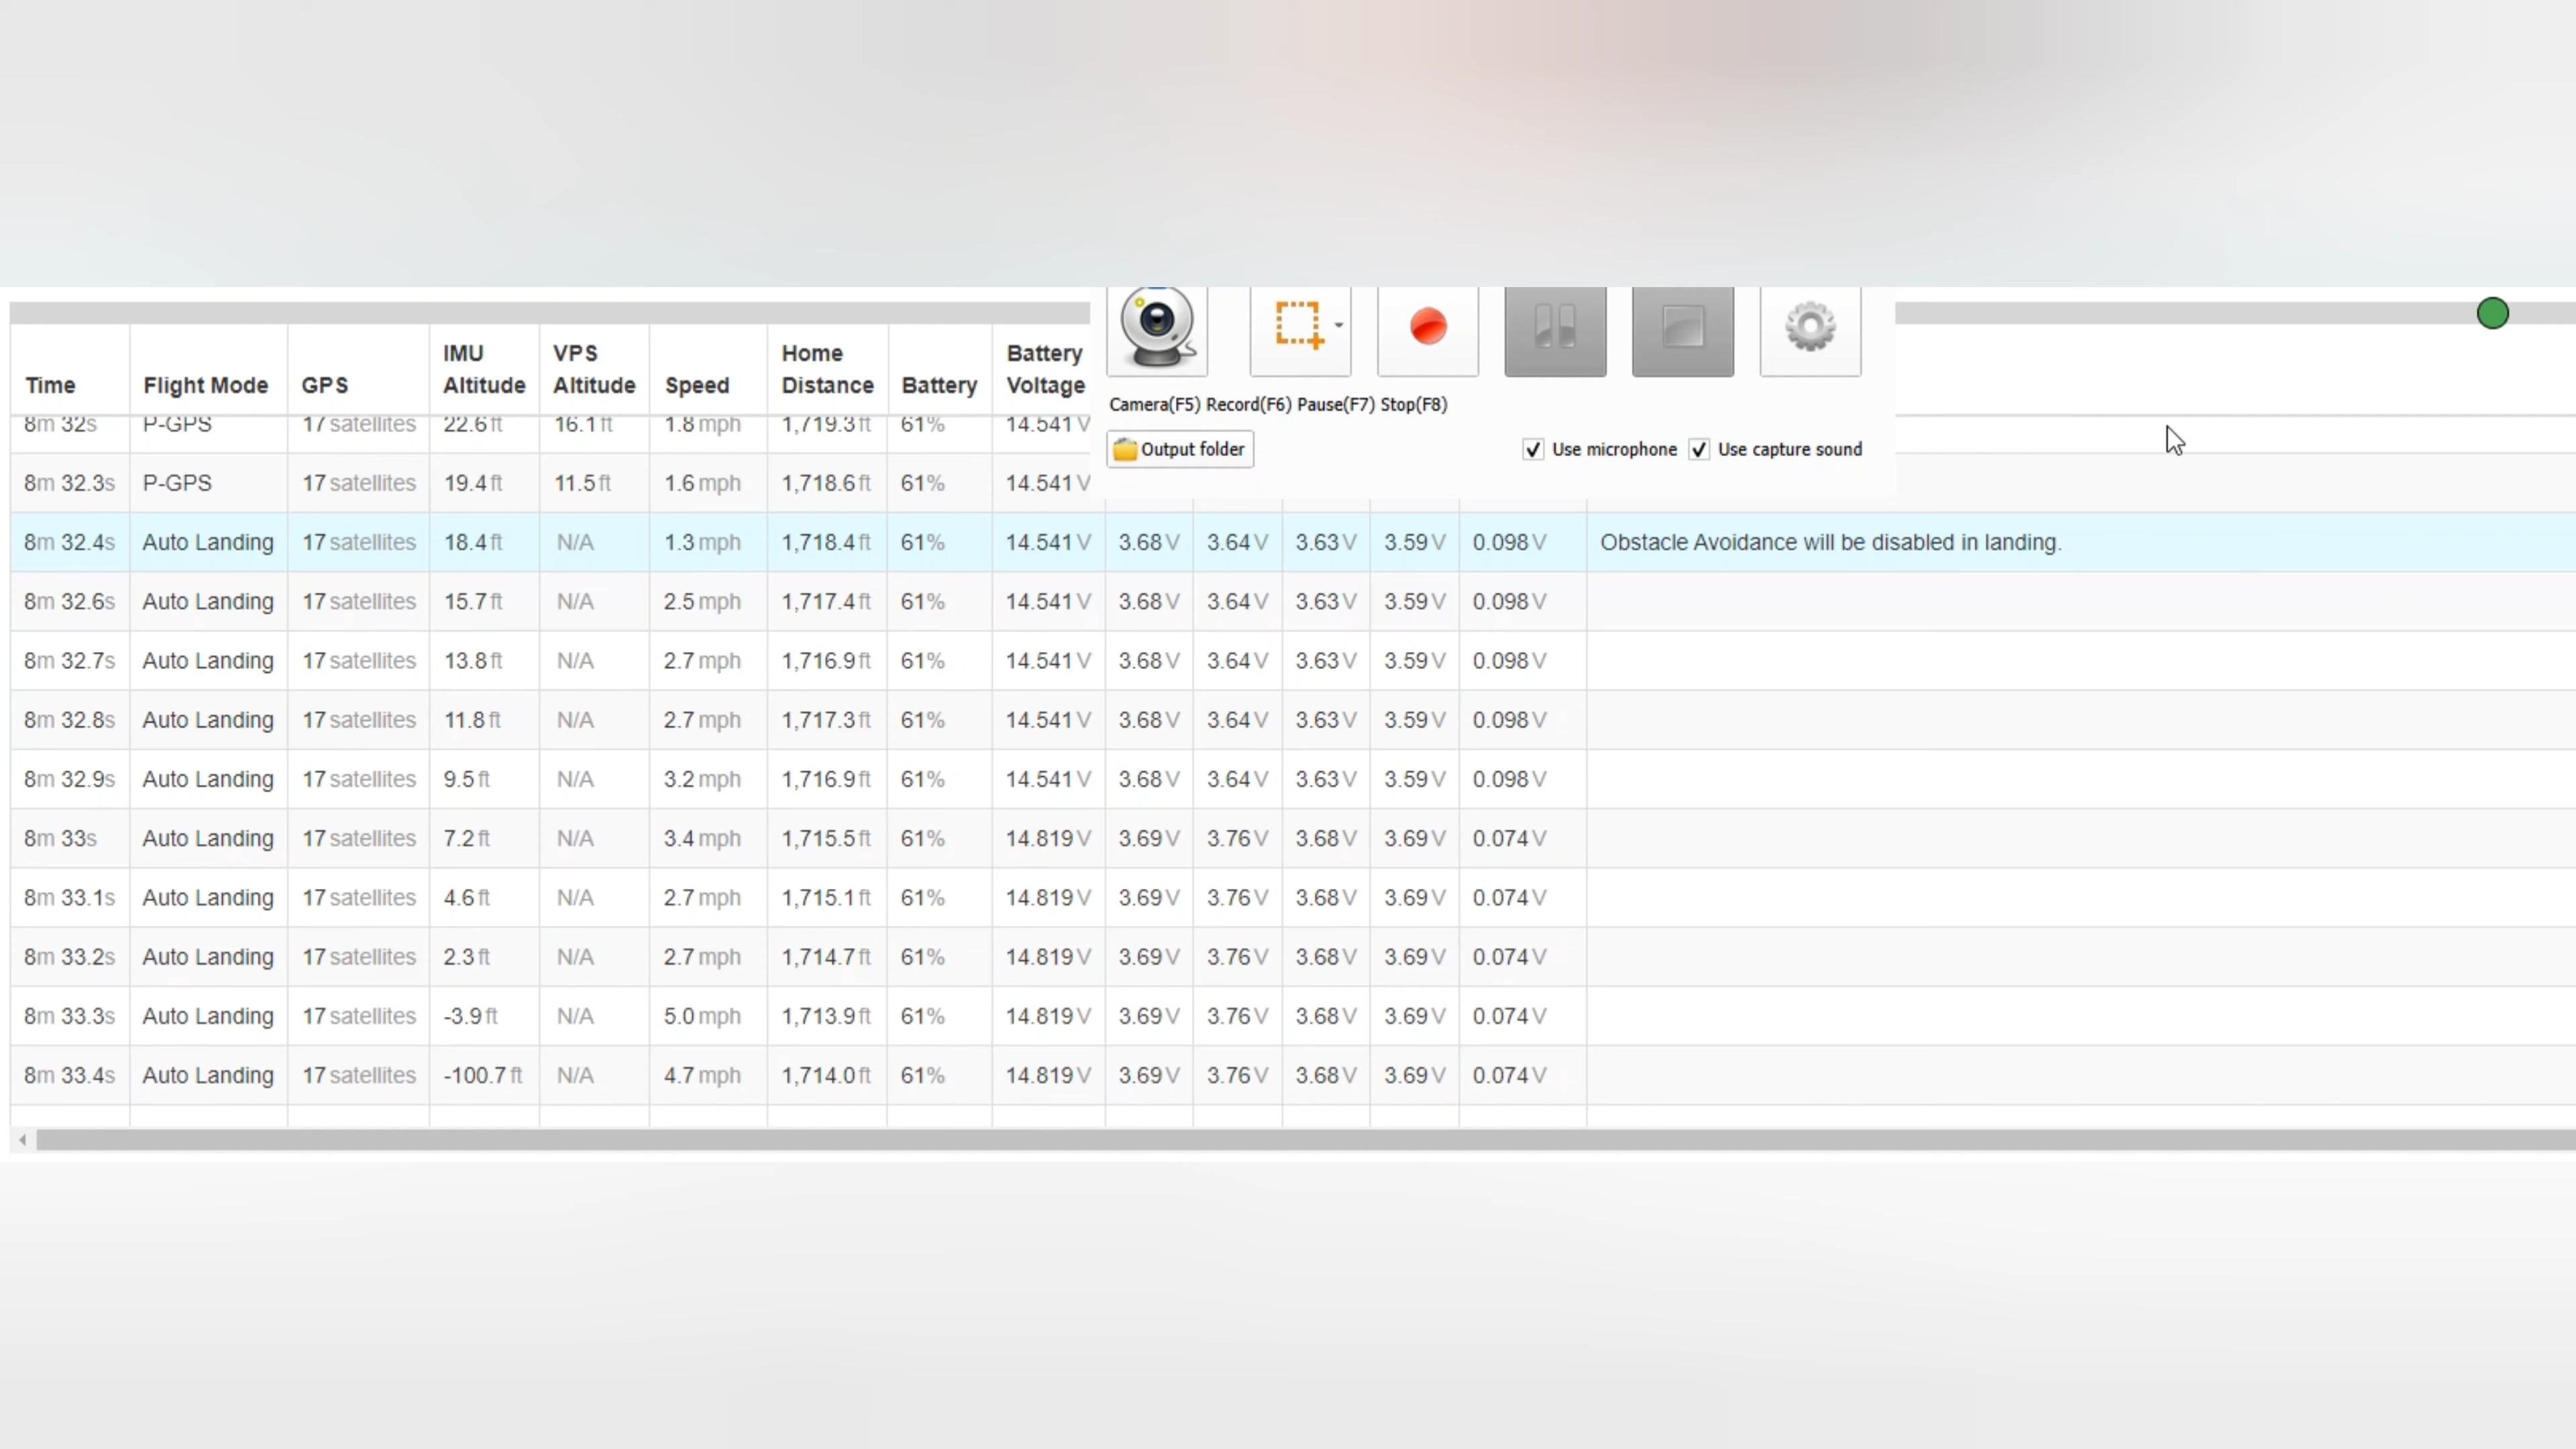 Time Flight Mode GPS IMU Altitude VPS Altitude Speed Home Distance Battery Battery Voltage
Camera(F5) Record(F6) Pause(F7) Stop(F8)
Output folder Use microphone Use capture sound
8m 32s P-GPS 17 satellites 22.6 ft 16.1 ft 1.8 mph 1,719.3 ft 61% 14.541 V
8m 32.3s P-GPS 17 satellites 19.4 ft 11.5 ft 1.6 mph 1,718.6 ft 61% 14.541 V
8m 32.4s Auto Landing 17 satellites 18.4 ft N/A 1.3 mph 1,718.4 ft 61% 14.541 V 3.68 V 3.64 V 3.63 V 3.59 V 0.098 V Obstacle Avoidance will be disabled in landing.
8m 32.6s Auto Landing 17 satellites 15.7 ft N/A 2.5 mph 1,717.4 ft 61% 14.541 V 3.68 V 3.64 V 3.63 V 3.59 V 0.098 V
8m 32.7s Auto Landing 17 satellites 13.8 ft N/A 2.7 mph 1,716.9 ft 61% 14.541 V 3.68 V 3.64 V 3.63 V 3.59 V 0.098 V
8m 32.8s Auto Landing 17 satellites 11.8 ft N/A 2.7 mph 1,717.3 ft 61% 14.541 V 3.68 V 3.64 V 3.63 V 3.59 V 0.098 V
8m 32.9s Auto Landing 17 satellites 9.5 ft N/A 3.2 mph 1,716.9 ft 61% 14.541 V 3.68 V 3.64 V 3.63 V 3.59 V 0.098 V
8m 33s Auto Landing 17 satellites 7.2 ft N/A 3.4 mph 1,715.5 ft 61% 14.819 V 3.69 V 3.76 V 3.68 V 3.69 V 0.074 V
8m 33.1s Auto Landing 17 satellites 4.6 ft N/A 2.7 mph 1,715.1 ft 61% 14.819 V 3.69 V 3.76 V 3.68 V 3.69 V 0.074 V
8m 33.2s Auto Landing 17 satellites 2.3 ft N/A 2.7 mph 1,714.7 ft 61% 14.819 V 3.69 V 3.76 V 3.68 V 3.69 V 0.074 V
8m 33.3s Auto Landing 17 satellites -3.9 ft N/A 5.0 mph 1,713.9 ft 61% 14.819 V 3.69 V 3.76 V 3.68 V 3.69 V 0.074 V
8m 33.4s Auto Landing 17 satellites -100.7 ft N/A 4.7 mph 1,714.0 ft 61% 14.819 V 3.69 V 3.76 V 3.68 V 3.69 V 0.074 V